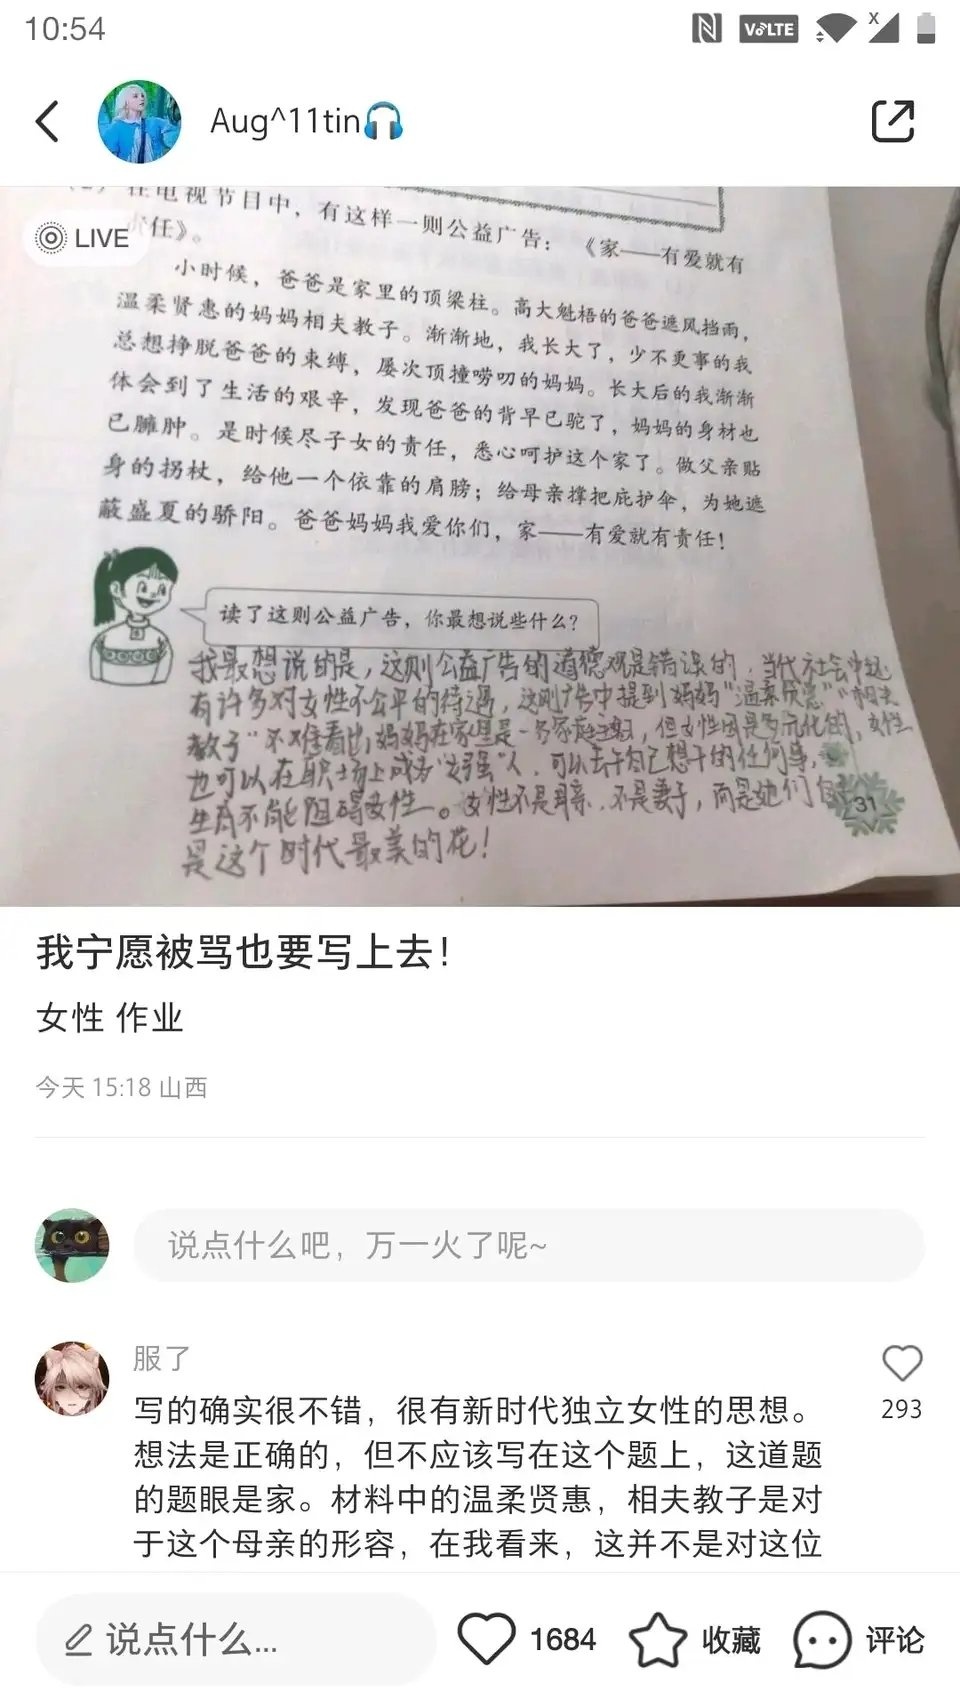 10:54
VoLTE
X
Aug^11tin
在电视节目中，有这样一则公益广告：《家——有爱就有
责任》。
LIVE
小时候，爸爸是家里的顶梁柱。高大魁梧的爸爸遮风挡雨，
温柔贤惠的妈妈相夫教子。渐渐地，我长大了，少不更事的我
总想挣脱爸爸的束缚，屡次顶撞唠叨的妈妈。长大后的我渐渐
体会到了生活的艰辛，发现爸爸的背早已驼了，妈妈的身材也
已臃肿。是时候尽子女的责任，悉心呵护这个家了。做父亲贴
身的拐杖，给他一个依靠的肩膀；给母亲撑把庇护伞，为她遮
蔽盛夏的骄阳。爸爸妈妈我爱你们，家——有爱就有责任！
读了这则公益广告，你最想说些什么？
我最想说的是，这则公益广告的道德观是错误的，当代社会中还
有许多对女性不公平的待遇，这则广告中提到妈妈"温柔贤惠""相夫
教子"不难看出，妈妈在家里是一名家庭主妇，但女性因是多元化的，女性
也可以在职场上成为"女强"人，可以去干自己想干的任何事，
生育不能阻碍女性。女性不是母亲，不是妻子，而是她们自己
是这个时代最美的花！
31
我宁愿被骂也要写上去！
女性 作业
今天 15:18 山西
说点什么吧，万一火了呢~
服了
写的确实很不错，很有新时代独立女性的思想。
想法是正确的，但不应该写在这个题上，这道题
的题眼是家。材料中的温柔贤惠，相夫教子是对
于这个母亲的形容，在我看来，这并不是对这位
293
说点什么...
1684
收藏
评论